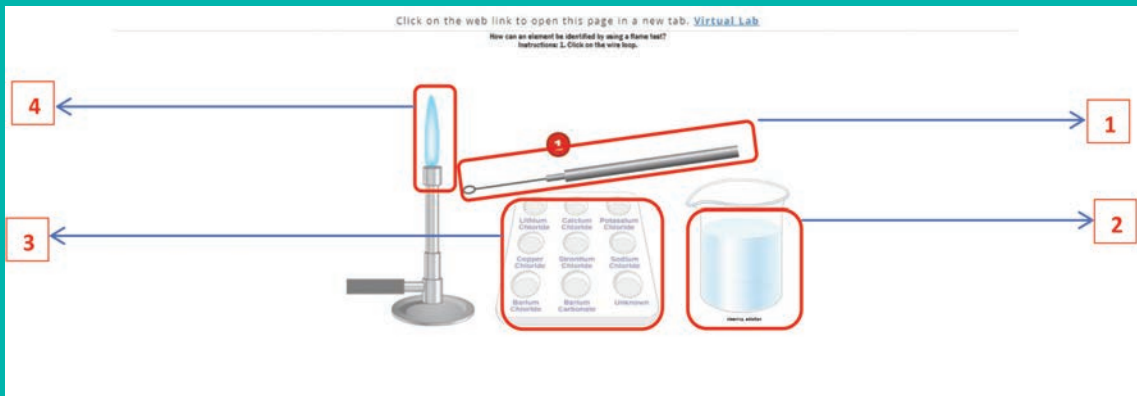 Click on the web link to open this page in a new tab. Virtual Lab
How can an element be identified by using a flame test?
Instructions: 1. Click on the wire loop.
4
1
1
Lithium Chloride
Calcium Chloride
Potassium Chloride
3
2
Copper Chloride
Strontium Chloride
Sodium Chloride
Barium Chloride
Barium Carbonate
Unknown